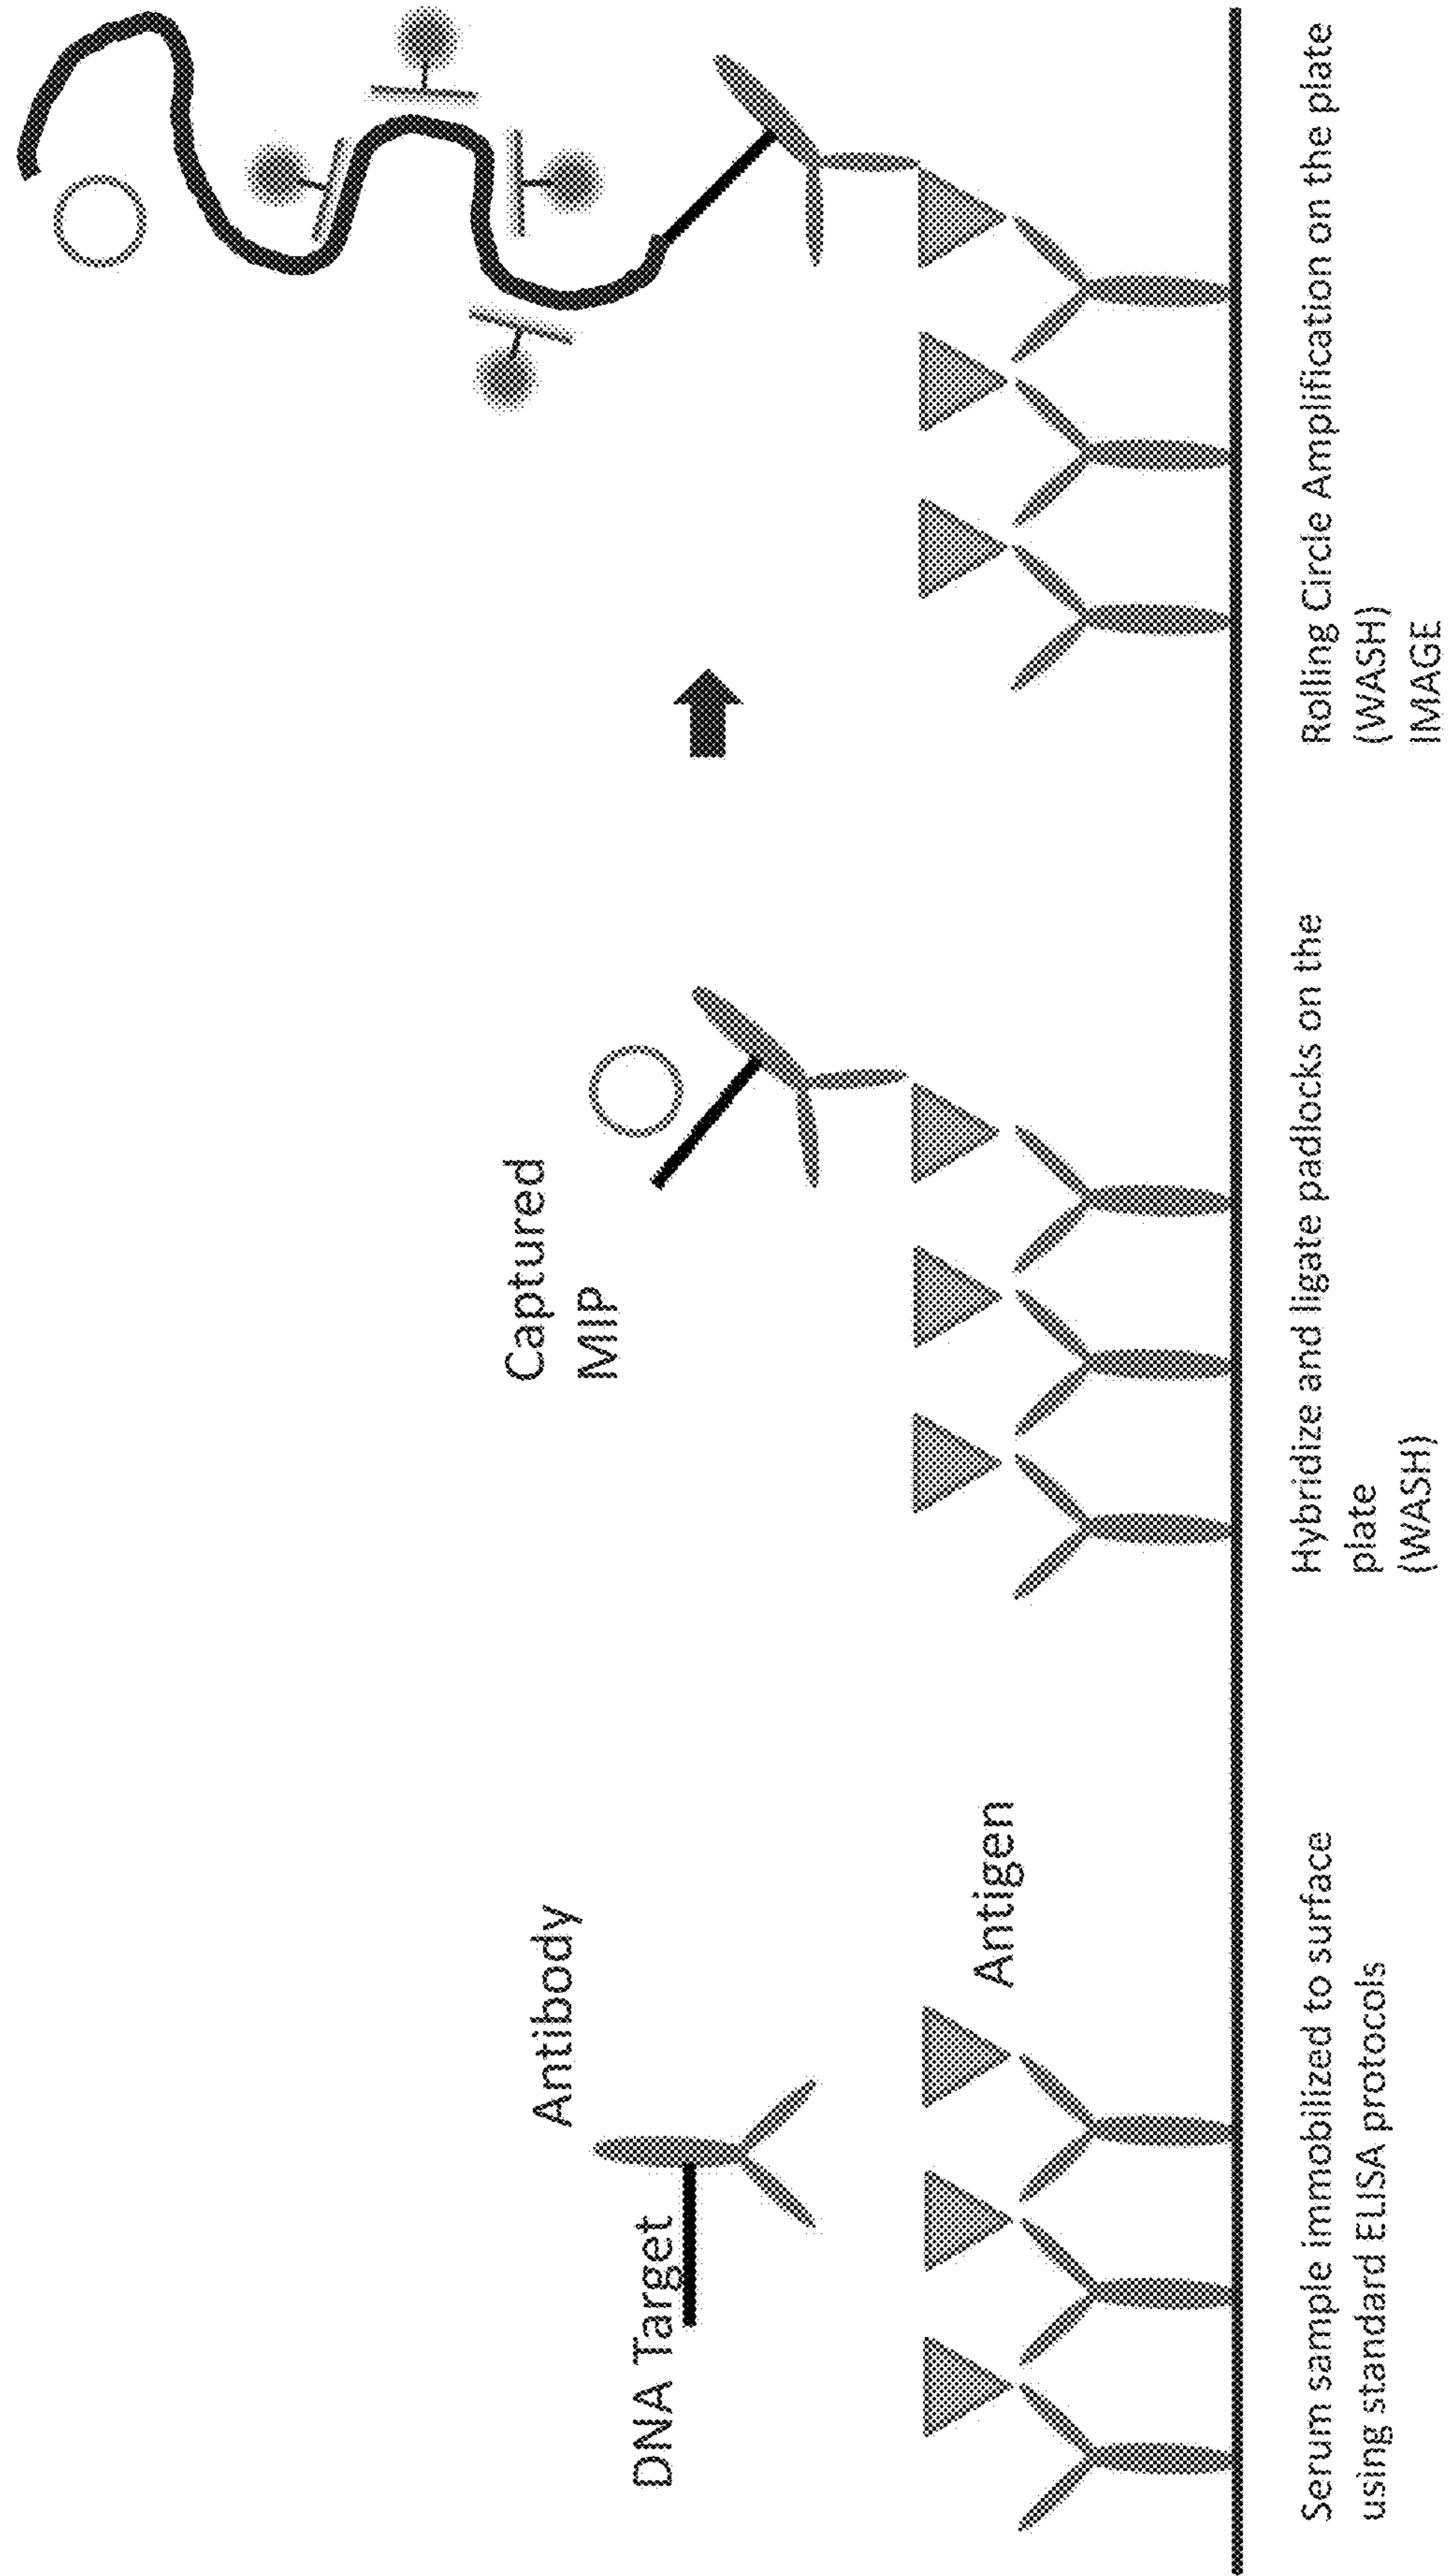 Antibody
DNA Target
Antigen
Serum sample immobilized to surface
using standard ELISA protocols
Captured
MIP
Hybridize and ligate padlocks on the
plate
(WASH)
Rolling Circle Amplification on the plate
(WASH)
IMAGE